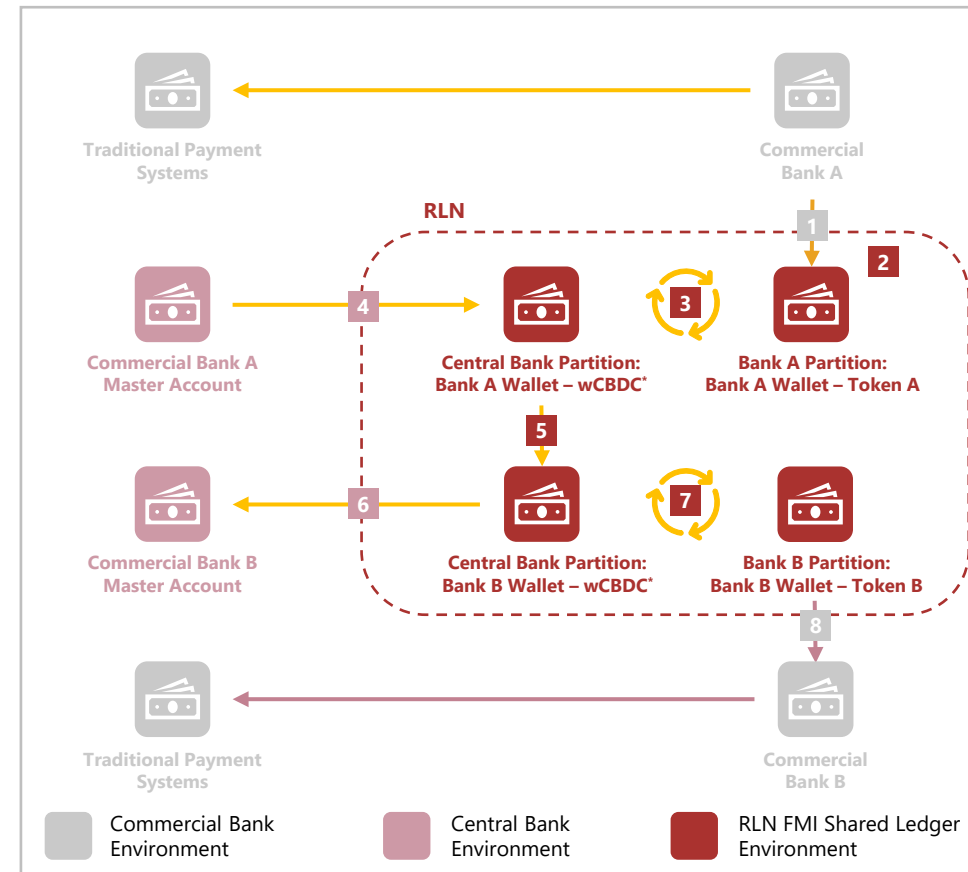 Traditional Payment
Systems
Commercial
Bank A
RLN
1
2
4
3
Commercial Bank A
Master Account
Central Bank Partition:
Bank A Wallet – wCBDC*
Bank A Partition:
Bank A Wallet – Token A
5
6
7
Commercial Bank B
Master Account
Central Bank Partition:
Bank B Wallet – wCBDC*
Bank B Partition:
Bank B Wallet – Token B
8
Traditional Payment
Systems
Commercial
Bank B
Commercial Bank
Environment
Central Bank
Environment
RLN FMI Shared Ledger
Environment